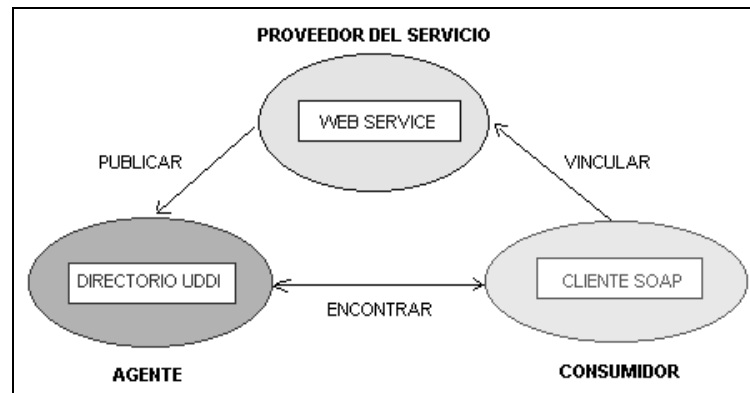 PROVEEDOR DEL SERVICIO
WEB SERVICE
PUBLICAR
VINCULAR
DIRECTORIO UDDI
CLIENTE SOAP
ENCONTRAR
AGENTE
CONSUMIDOR